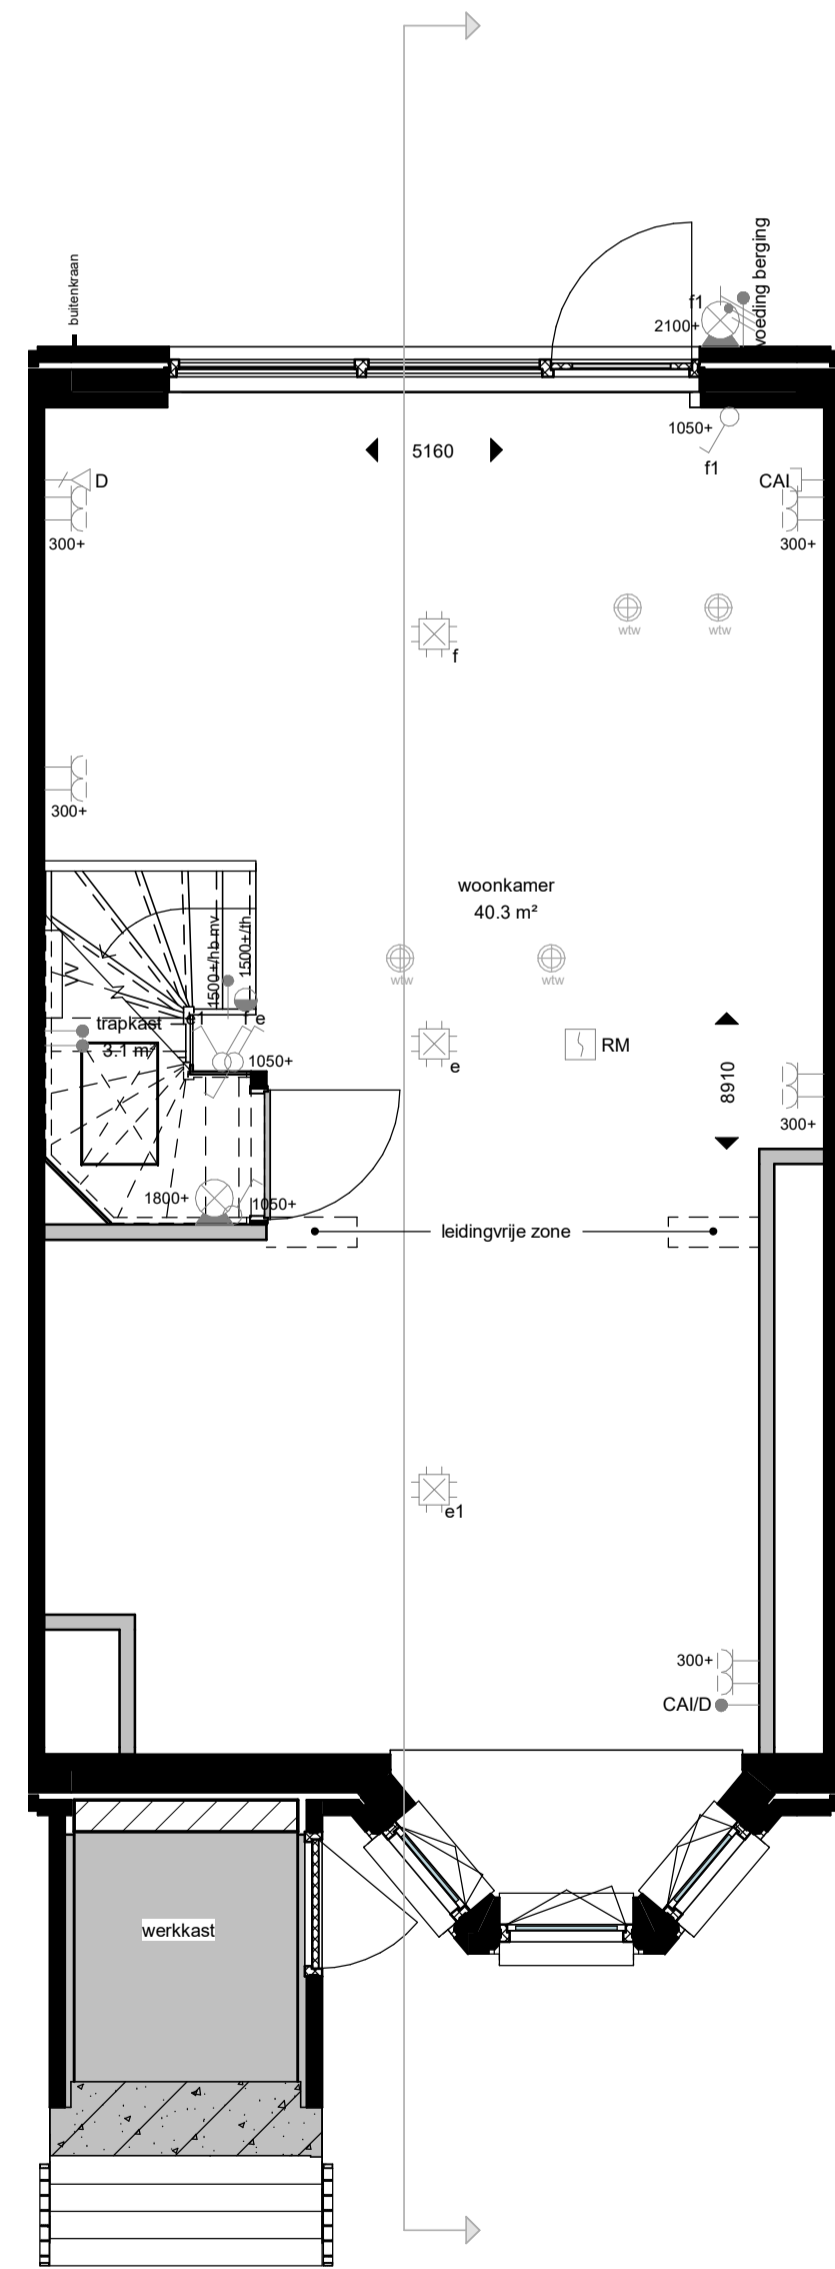 buitenkraan
voeding berging
f1
2100+
1050+
f1
5160
D
300+
CAI
300+
wtw
wtw
f
300+
woonkamer
40.3 m²
1500+/hb mv
1500+/th
wtw
wtw
trapkast
3.1 m²
e1
f e
1050+
e
RM
8910
300+
1800+
1050+
leidingvrije zone
e1
300+
CAI/D
werkkast